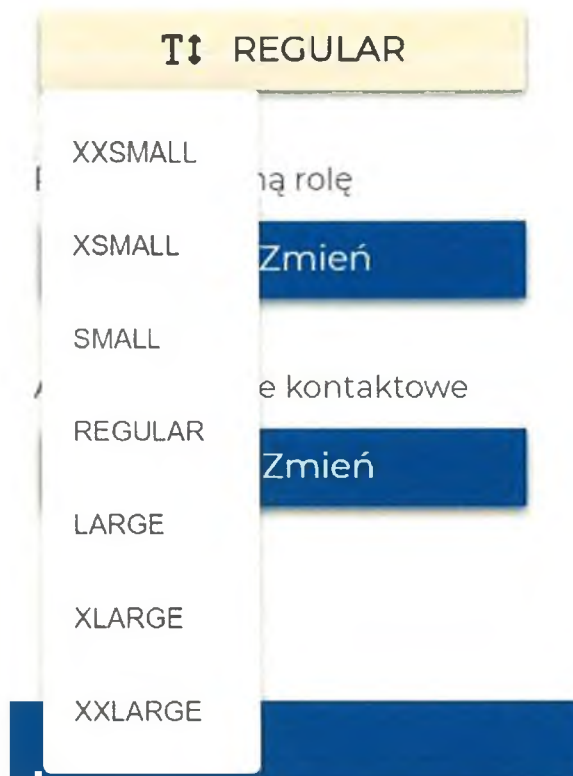 T↕ REGULAR
XXSMALL
ną rolę
XSMALL
Zmień
SMALL
e kontaktowe
REGULAR
Zmień
LARGE
XLARGE
XXLARGE